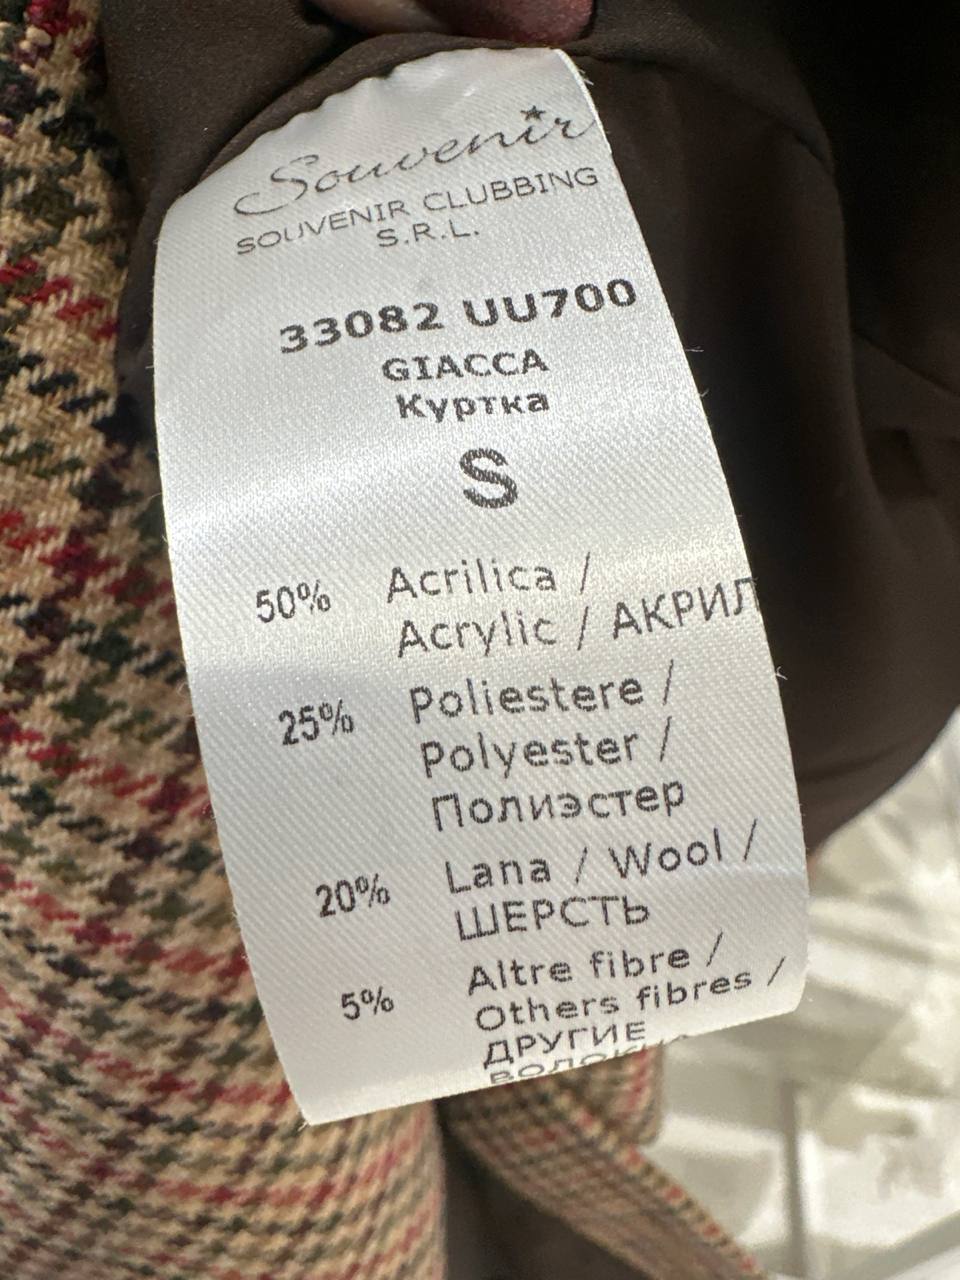 Souvenir
SOUVENIR CLUBBING
S.R.L.
33082 UU700
GIACCA
Куртка
S
50% Acrilica /
Acrylic / АКРИЛ
25% Poliestere /
Polyester /
Полиэстер
20% Lana / Wool /
ШЕРСТЬ
5% Altre fibre /
Others fibres /
ДРУГИЕ